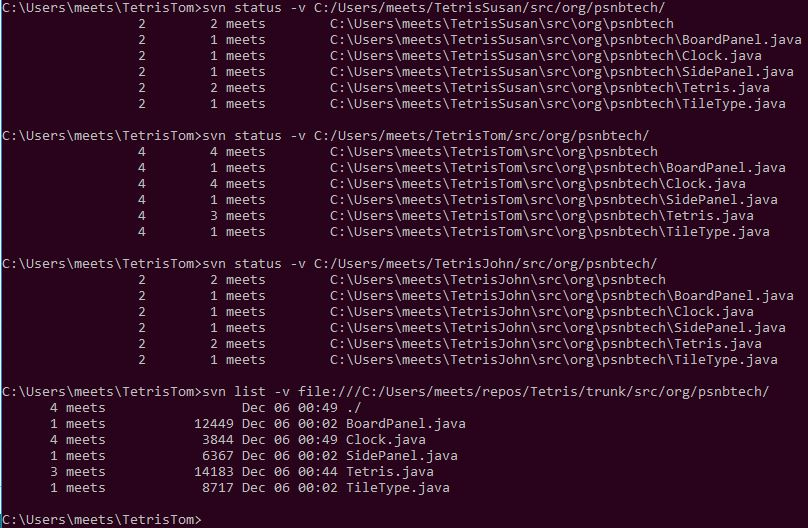 C:\Users\meets\TetrisTom>svn status -v C:/Users/meets/TetrisSusan/src/org/psnbtech/
2 2 meets C:\Users\meets\TetrisSusan\src\org\psnbtech
2 1 meets C:\Users\meets\TetrisSusan\src\org\psnbtech\BoardPanel.java
2 1 meets C:\Users\meets\TetrisSusan\src\org\psnbtech\Clock.java
2 1 meets C:\Users\meets\TetrisSusan\src\org\psnbtech\SidePanel.java
2 2 meets C:\Users\meets\TetrisSusan\src\org\psnbtech\Tetris.java
2 1 meets C:\Users\meets\TetrisSusan\src\org\psnbtech\TileType.java
C:\Users\meets\TetrisTom>svn status -v C:/Users/meets/TetrisTom/src/org/psnbtech/
4 4 meets C:\Users\meets\TetrisTom\src\org\psnbtech
4 1 meets C:\Users\meets\TetrisTom\src\org\psnbtech\BoardPanel.java
4 4 meets C:\Users\meets\TetrisTom\src\org\psnbtech\Clock.java
4 1 meets C:\Users\meets\TetrisTom\src\org\psnbtech\SidePanel.java
4 3 meets C:\Users\meets\TetrisTom\src\org\psnbtech\Tetris.java
4 1 meets C:\Users\meets\TetrisTom\src\org\psnbtech\TileType.java
C:\Users\meets\TetrisTom>svn status -v C:/Users/meets/TetrisJohn/src/org/psnbtech/
2 2 meets C:\Users\meets\TetrisJohn\src\org\psnbtech
2 1 meets C:\Users\meets\TetrisJohn\src\org\psnbtech\BoardPanel.java
2 1 meets C:\Users\meets\TetrisJohn\src\org\psnbtech\Clock.java
2 1 meets C:\Users\meets\TetrisJohn\src\org\psnbtech\SidePanel.java
2 2 meets C:\Users\meets\TetrisJohn\src\org\psnbtech\Tetris.java
2 1 meets C:\Users\meets\TetrisJohn\src\org\psnbtech\TileType.java
C:\Users\meets\TetrisTom>svn list -v file:///C:/Users/meets/repos/Tetris/trunk/src/org/psnbtech/
4 meets Dec 06 00:49 ./
1 meets 12449 Dec 06 00:02 BoardPanel.java
4 meets 3844 Dec 06 00:49 Clock.java
1 meets 6367 Dec 06 00:02 SidePanel.java
3 meets 14183 Dec 06 00:44 Tetris.java
1 meets 8717 Dec 06 00:02 TileType.java
C:\Users\meets\TetrisTom>